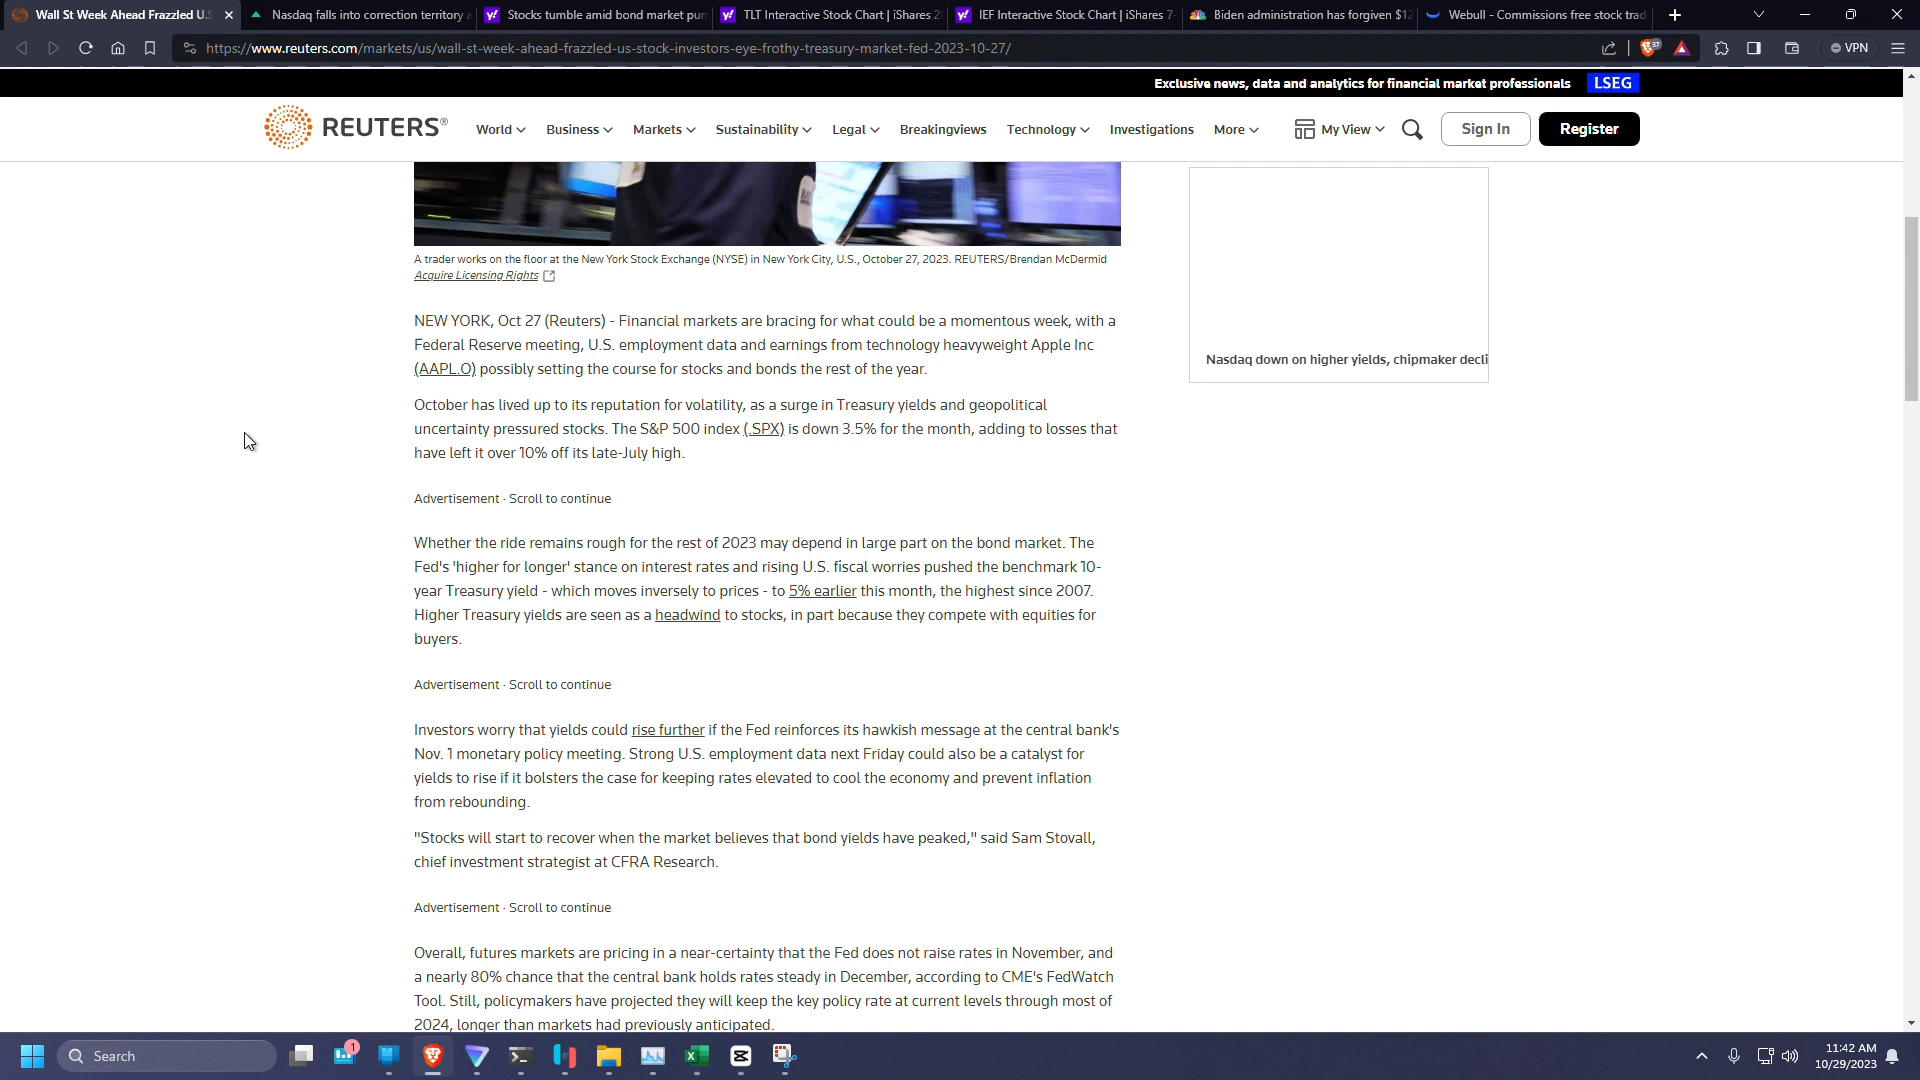 Wall St Week Ahead Frazzled U.S
Nasdaq falls into correction territory a
Stocks tumble amid bond market pun
TLT Interactive Stock Chart | iShares 2
IEF Interactive Stock Chart | iShares 7-
Biden administration has forgiven $12
Webull - Commissions free stock trad
https://www.reuters.com/markets/us/wall-st-week-ahead-frazzled-us-stock-investors-eye-frothy-treasury-market-fed-2023-10-27/
37
VPN
Exclusive news, data and analytics for financial market professionals LSEG
REUTERS®
World Business Markets Sustainability Legal Breakingviews Technology Investigations More
My View
Sign In
Register
A trader works on the floor at the New York Stock Exchange (NYSE) in New York City, U.S., October 27, 2023. REUTERS/Brendan McDermid
Acquire Licensing Rights
Nasdaq down on higher yields, chipmaker decli
NEW YORK, Oct 27 (Reuters) - Financial markets are bracing for what could be a momentous week, with a
Federal Reserve meeting, U.S. employment data and earnings from technology heavyweight Apple Inc
(AAPL.O) possibly setting the course for stocks and bonds the rest of the year.
October has lived up to its reputation for volatility, as a surge in Treasury yields and geopolitical
uncertainty pressured stocks. The S&P 500 index (.SPX) is down 3.5% for the month, adding to losses that
have left it over 10% off its late-July high.
Advertisement · Scroll to continue
Whether the ride remains rough for the rest of 2023 may depend in large part on the bond market. The
Fed's 'higher for longer' stance on interest rates and rising U.S. fiscal worries pushed the benchmark 10-
year Treasury yield - which moves inversely to prices - to 5% earlier this month, the highest since 2007.
Higher Treasury yields are seen as a headwind to stocks, in part because they compete with equities for
buyers.
Advertisement · Scroll to continue
Investors worry that yields could rise further if the Fed reinforces its hawkish message at the central bank's
Nov. 1 monetary policy meeting. Strong U.S. employment data next Friday could also be a catalyst for
yields to rise if it bolsters the case for keeping rates elevated to cool the economy and prevent inflation
from rebounding.
"Stocks will start to recover when the market believes that bond yields have peaked," said Sam Stovall,
chief investment strategist at CFRA Research.
Advertisement · Scroll to continue
Overall, futures markets are pricing in a near-certainty that the Fed does not raise rates in November, and
a nearly 80% chance that the central bank holds rates steady in December, according to CME's FedWatch
Tool. Still, policymakers have projected they will keep the key policy rate at current levels through most of
2024, longer than markets had previously anticipated.
Search
1
11:42 AM
10/29/2023